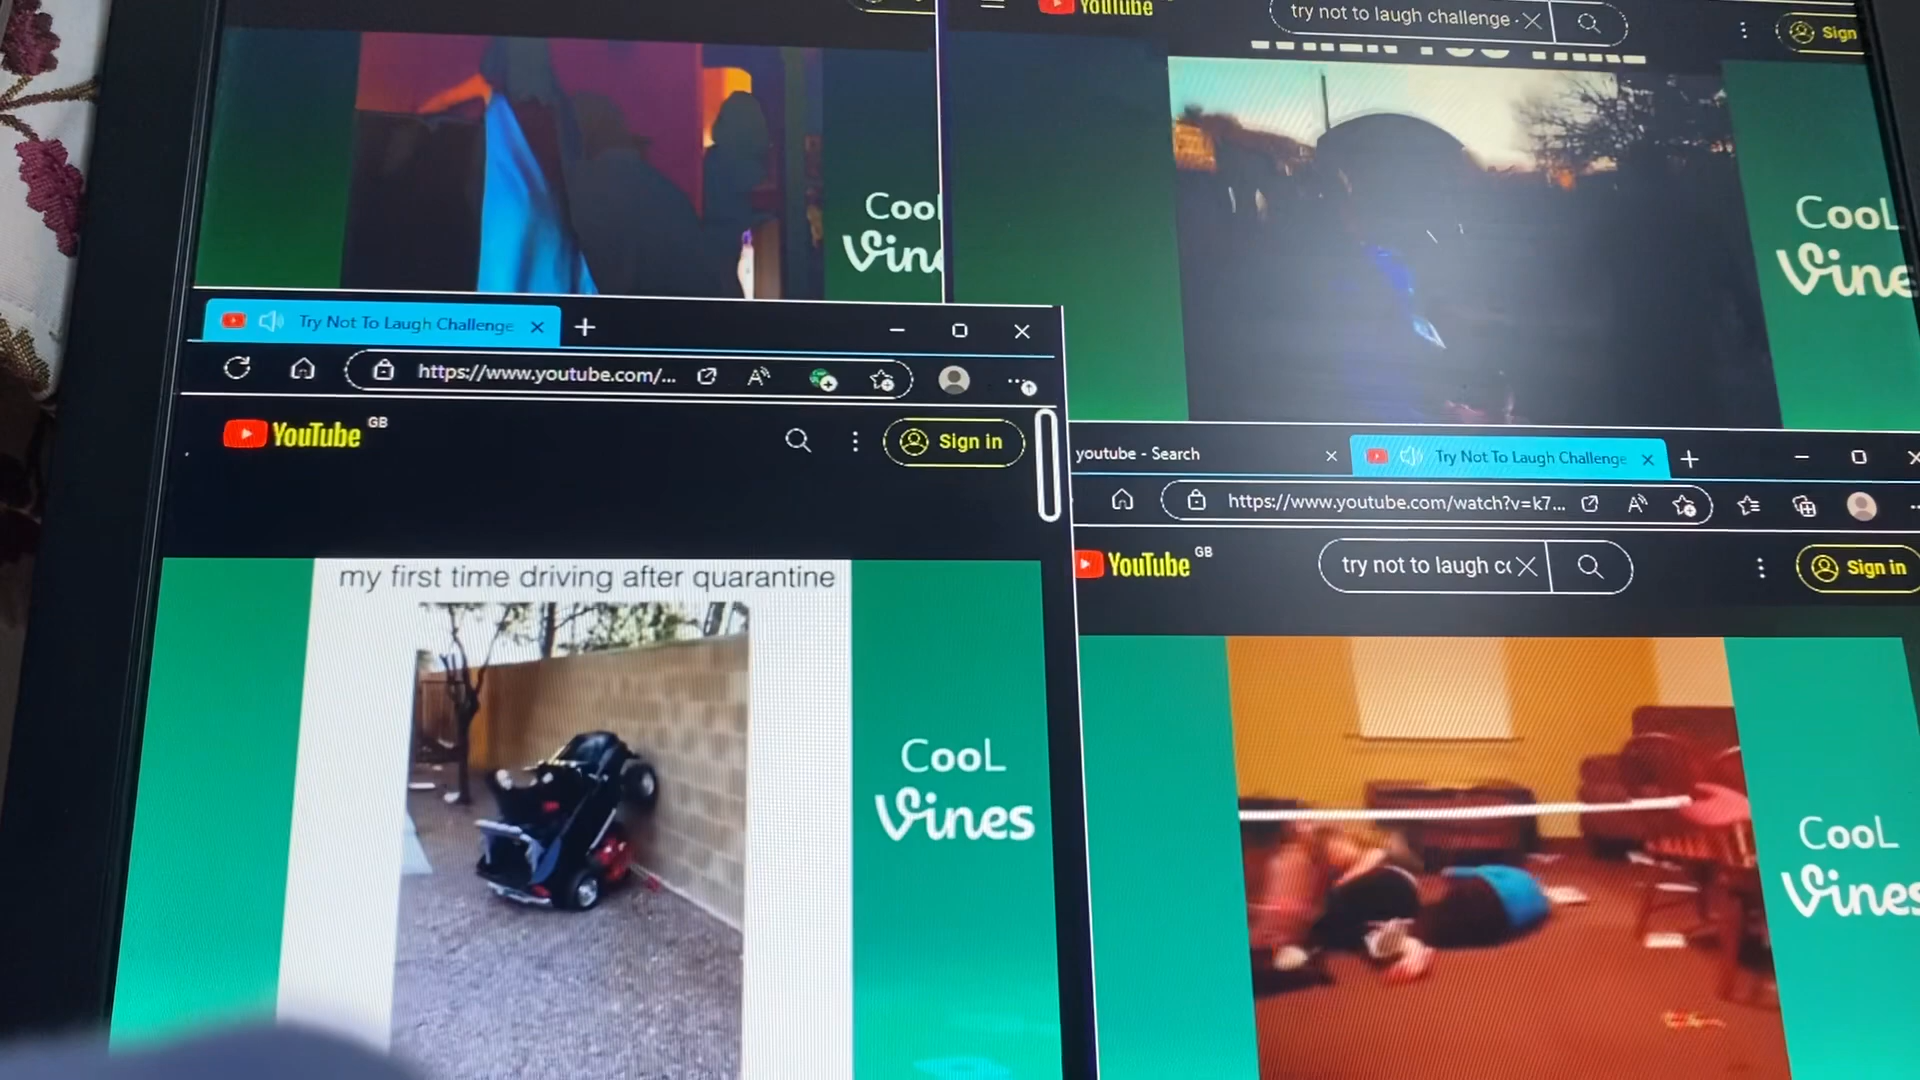 YouTube
try not to laugh challenge
Sign
CooL
Vine
Try Not To Laugh Challenge
https://www.youtube.com/...
YouTube GB
Sign in
my first time driving after quarantine
CooL
Vines
youtube - Search
Try Not To Laugh Challenge
https://www.youtube.com/watch?v=k7...
YouTube GB
try not to laugh c
Sign in
CooL
Vines